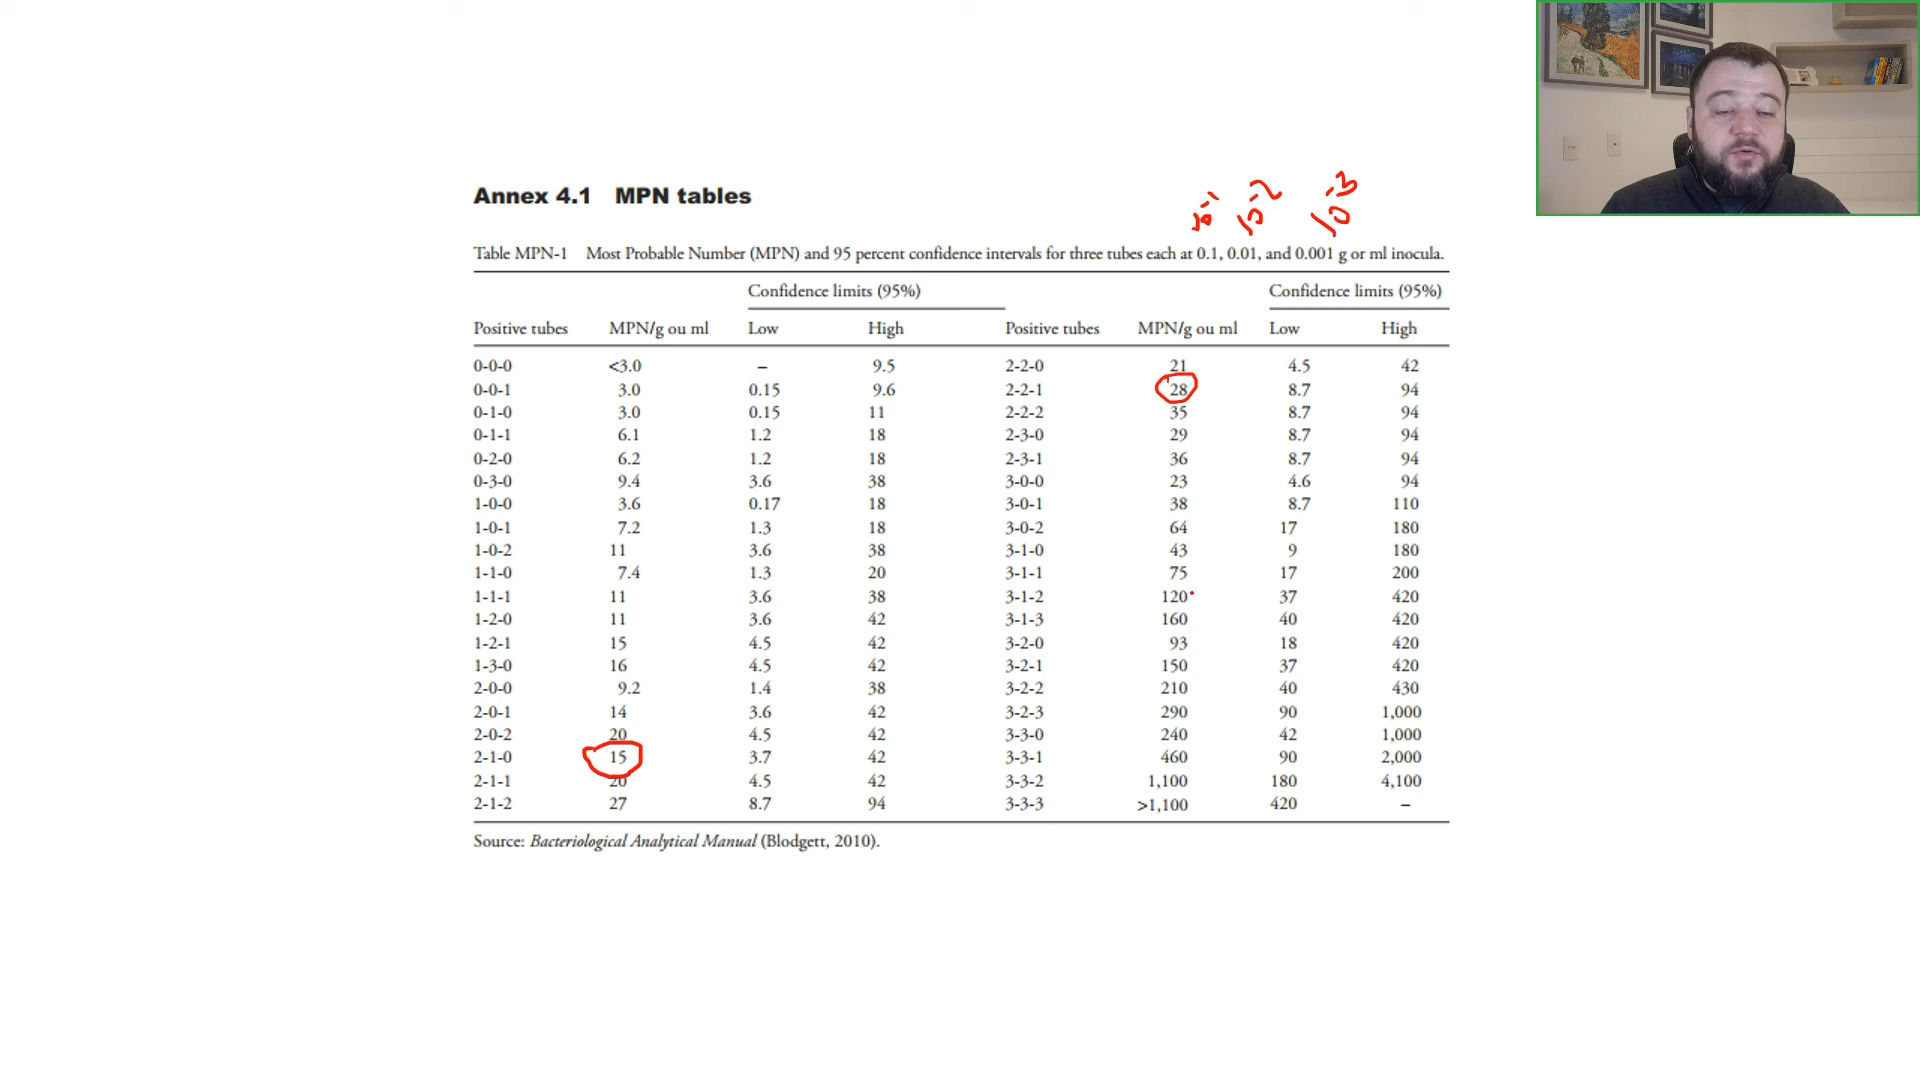 Annex 4.1 MPN tables
10-1 10-2 10-3
Table MPN-1 Most Probable Number (MPN) and 95 percent confidence intervals for three tubes each at 0.1, 0.01, and 0.001 g or ml inocula.
Confidence limits (95%) Confidence limits (95%)
Positive tubes MPN/g ou ml Low High Positive tubes MPN/g ou ml Low High
0-0-0 <3.0 – 9.5 2-2-0 21 4.5 42
0-0-1 3.0 0.15 9.6 2-2-1 28 8.7 94
0-1-0 3.0 0.15 11 2-2-2 35 8.7 94
0-1-1 6.1 1.2 18 2-3-0 29 8.7 94
0-2-0 6.2 1.2 18 2-3-1 36 8.7 94
0-3-0 9.4 3.6 38 3-0-0 23 4.6 94
1-0-0 3.6 0.17 18 3-0-1 38 8.7 110
1-0-1 7.2 1.3 18 3-0-2 64 17 180
1-0-2 11 3.6 38 3-1-0 43 9 180
1-1-0 7.4 1.3 20 3-1-1 75 17 200
1-1-1 11 3.6 38 3-1-2 120 37 420
1-2-0 11 3.6 42 3-1-3 160 40 420
1-2-1 15 4.5 42 3-2-0 93 18 420
1-3-0 16 4.5 42 3-2-1 150 37 420
2-0-0 9.2 1.4 38 3-2-2 210 40 430
2-0-1 14 3.6 42 3-2-3 290 90 1,000
2-0-2 20 4.5 42 3-3-0 240 42 1,000
2-1-0 15 3.7 42 3-3-1 460 90 2,000
2-1-1 20 4.5 42 3-3-2 1,100 180 4,100
2-1-2 27 8.7 94 3-3-3 >1,100 420 –
Source: Bacteriological Analytical Manual (Blodgett, 2010).